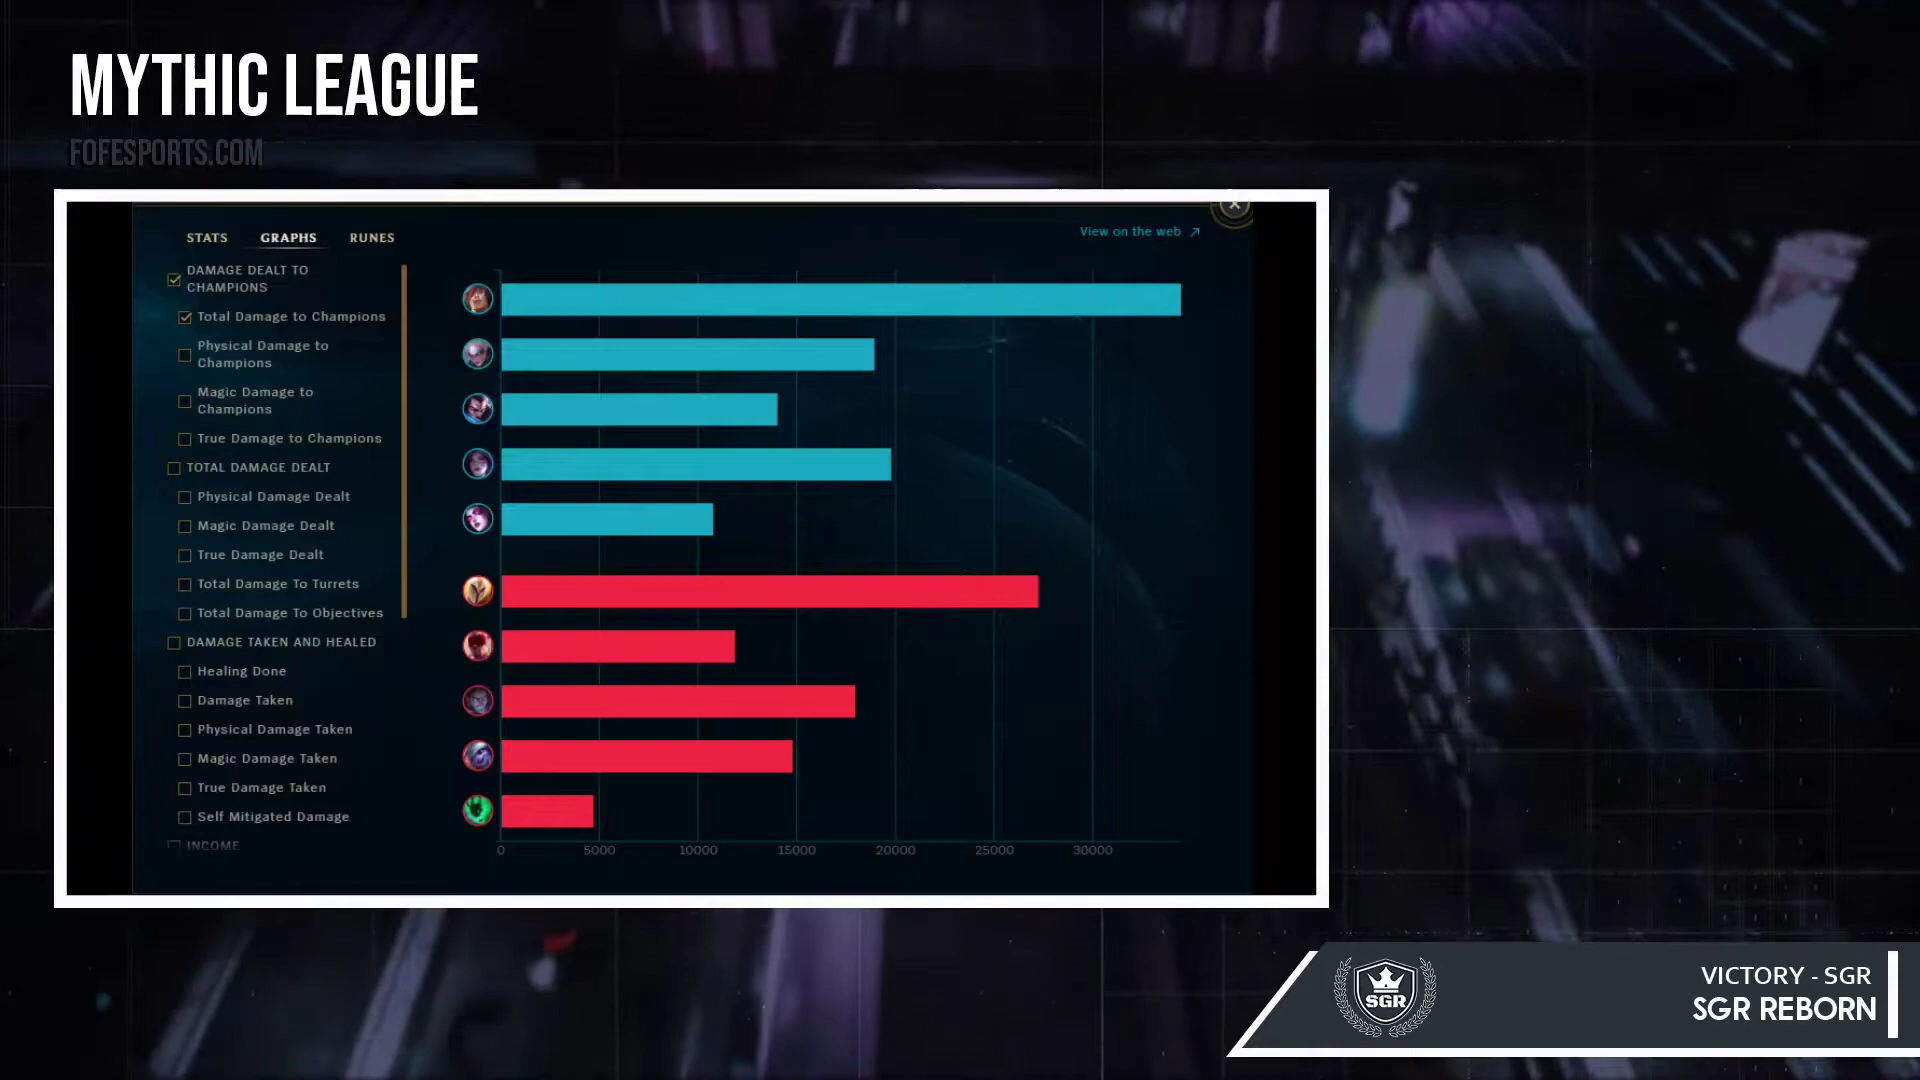 MYTHIC LEAGUE
FOFESPORTS.COM
STATS GRAPHS RUNES
View on the web
DAMAGE DEALT TO
CHAMPIONS
Total Damage to Champions
Physical Damage to
Champions
Magic Damage to
Champions
True Damage to Champions
TOTAL DAMAGE DEALT
Physical Damage Dealt
Magic Damage Dealt
True Damage Dealt
Total Damage To Turrets
Total Damage To Objectives
DAMAGE TAKEN AND HEALED
Healing Done
Damage Taken
Physical Damage Taken
Magic Damage Taken
True Damage Taken
Self Mitigated Damage
INCOME
0 5000 10000 15000 20000 25000 30000
SGR
VICTORY - SGR
SGR REBORN